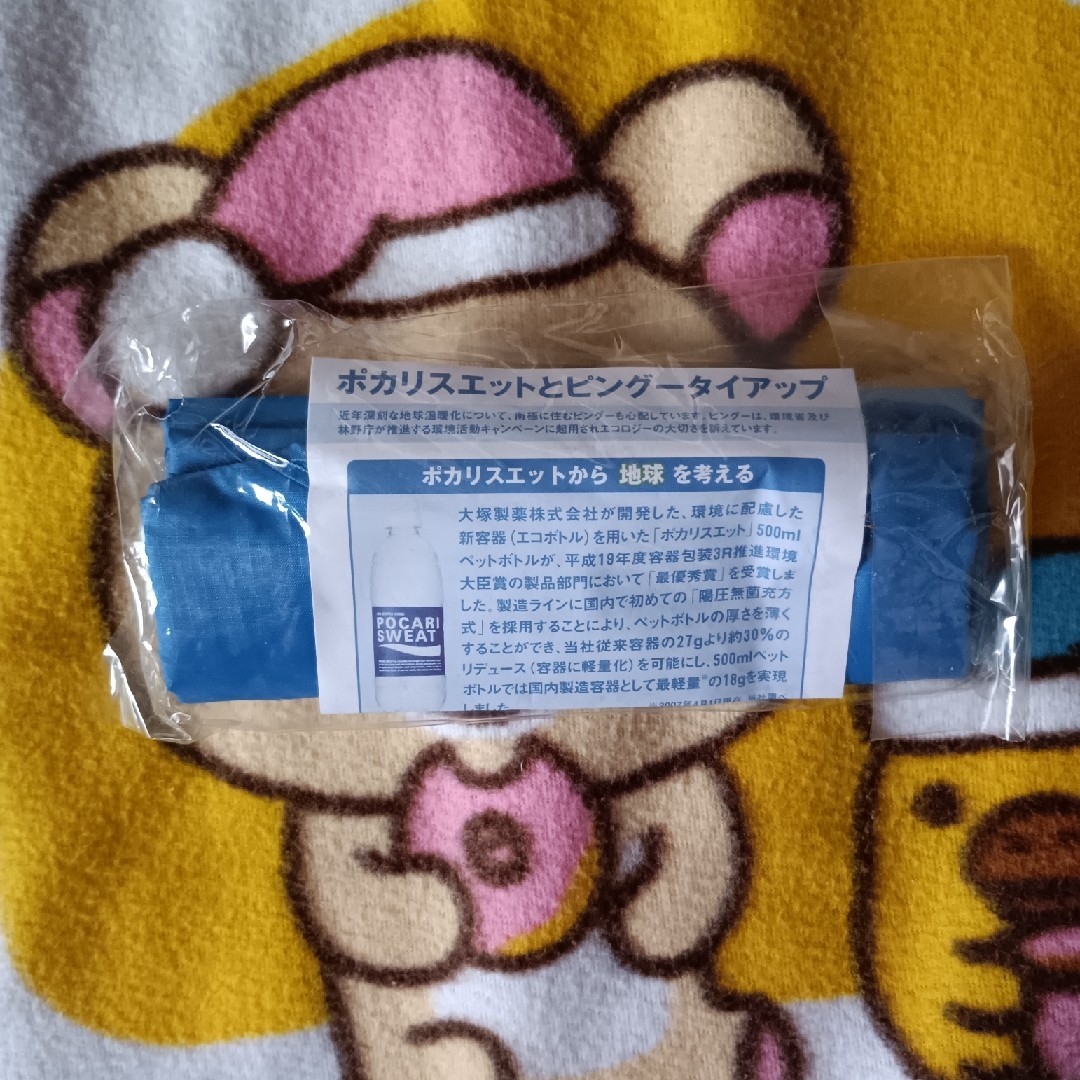 ポカリスエットとピングータイアップ
近年深刻な地球温暖化について、南極に住むピングーも心配しています。ピングーは、環境省及び
林野庁が推進する環境活動キャンペーンに起用されエコロジーの大切さを訴えています。
ポカリスエットから 地球 を考える
大塚製薬株式会社が開発した、環境に配慮した
新容器(エコボトル)を用いた「ポカリスエット」500ml
ペットボトルが、平成19年度容器包装3R推進環境
大臣賞の製品部門において「最優秀賞」を受賞しま
した。製造ラインに国内で初めての「陽圧無菌充方
式」を採用することにより、ペットボトルの厚さを薄く
することができ、当社従来容器の27gより約30%の
リデュース(容器に軽量化)を可能にし、500mlペット
ボトルでは国内製造容器として最軽量※の18gを実現
しました
※2007年4月1日現在
POCARI
SWEAT